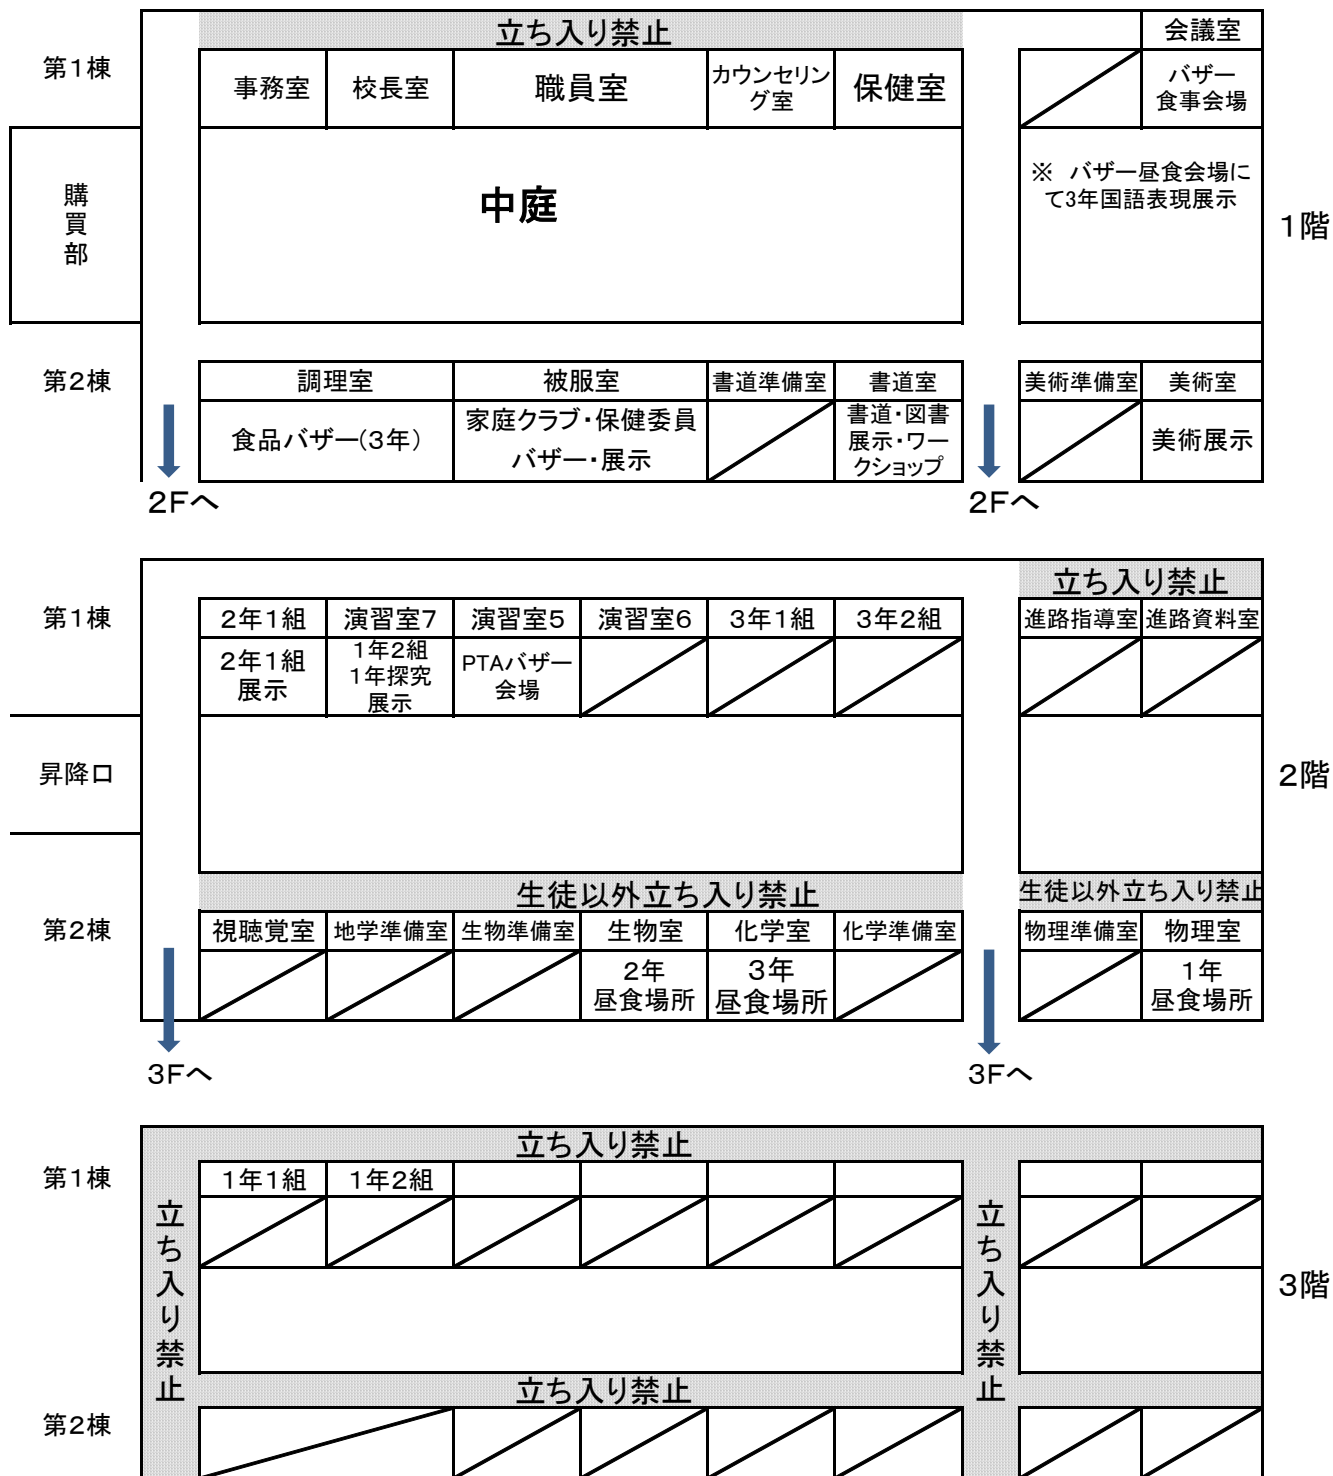 立ち入り禁止
会議室
第1棟
事務室
校長室
職員室
カウンセリン
グ室
保健室
バザー
食事会場
購
買
部
中庭
※　バザー昼食会場に
て3年国語表現展示
1階
第2棟
調理室
被服室
書道準備室
書道室
美術準備室
美術室
食品バザー(3年)
家庭クラブ・保健委員
バザー・展示
書道・図書
展示・ワー
クショップ
美術展示
2Fへ
2Fへ
立ち入り禁止
第1棟
2年1組
演習室7
演習室5
演習室6
3年1組
3年2組
進路指導室
進路資料室
2年1組
展示
1年2組
1年探究
展示
PTAバザー
会場
昇降口
2階
生徒以外立ち入り禁止
生徒以外立ち入り禁止
第2棟
視聴覚室
地学準備室
生物準備室
生物室
化学室
化学準備室
物理準備室
物理室
2年
昼食場所
3年
昼食場所
1年
昼食場所
3Fへ
3Fへ
立ち入り禁止
第1棟
1年1組
1年2組
立
ち
入
り
禁
止
立
ち
入
り
禁
止
3階
立ち入り禁止
第2棟